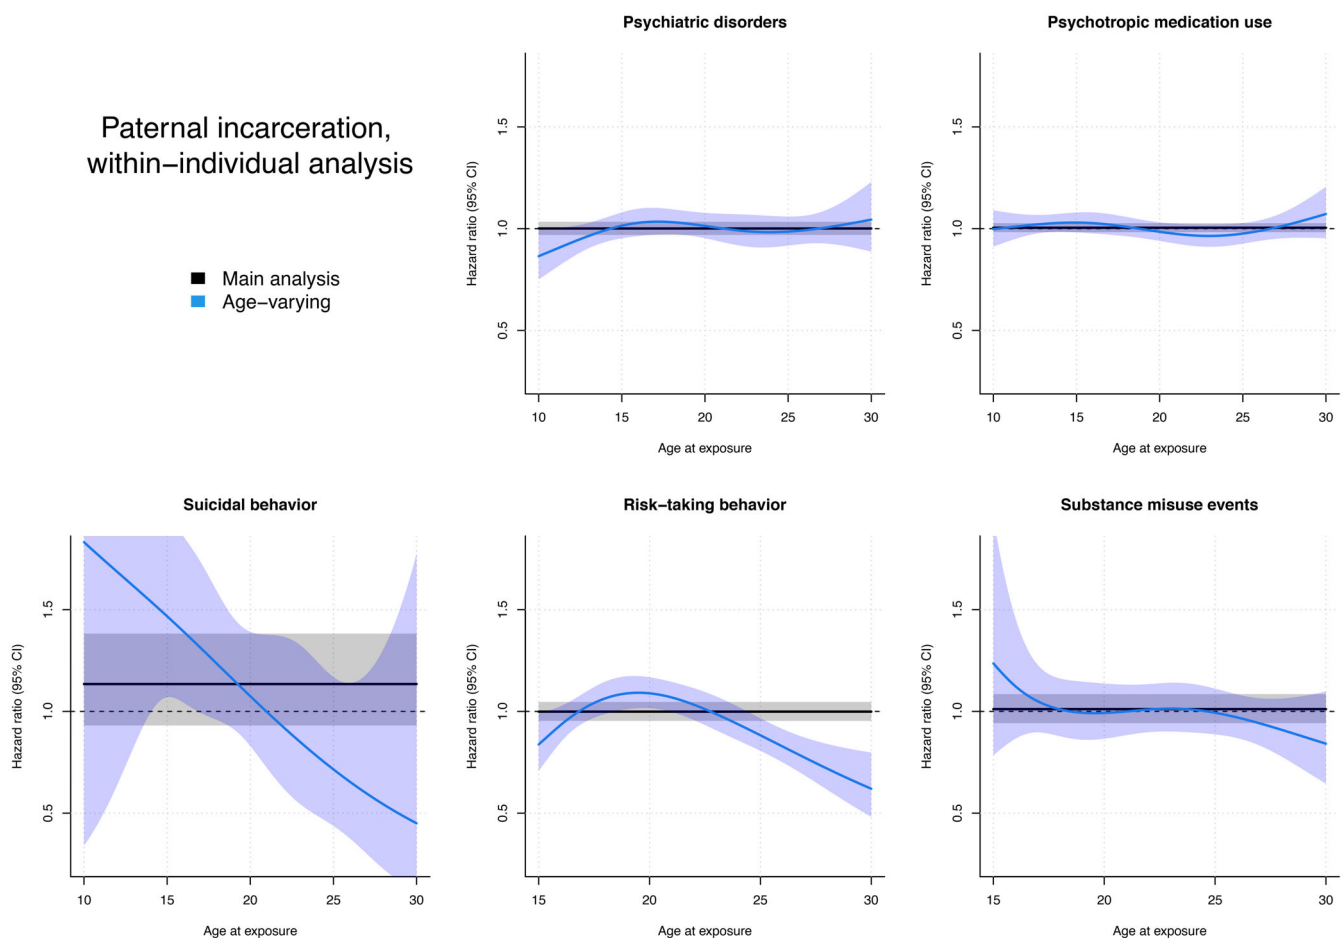 Paternal incarceration,
within−individual analysis
Main analysis
Age−varying
Psychiatric disorders
Hazard ratio (95% CI)
1.5
1.0
0.5
10 15 20 25 30
Age at exposure
Psychotropic medication use
Hazard ratio (95% CI)
1.5
1.0
0.5
10 15 20 25 30
Age at exposure
Suicidal behavior
Hazard ratio (95% CI)
1.5
1.0
0.5
10 15 20 25 30
Age at exposure
Risk−taking behavior
Hazard ratio (95% CI)
1.5
1.0
0.5
15 20 25 30
Age at exposure
Substance misuse events
Hazard ratio (95% CI)
1.5
1.0
0.5
15 20 25 30
Age at exposure